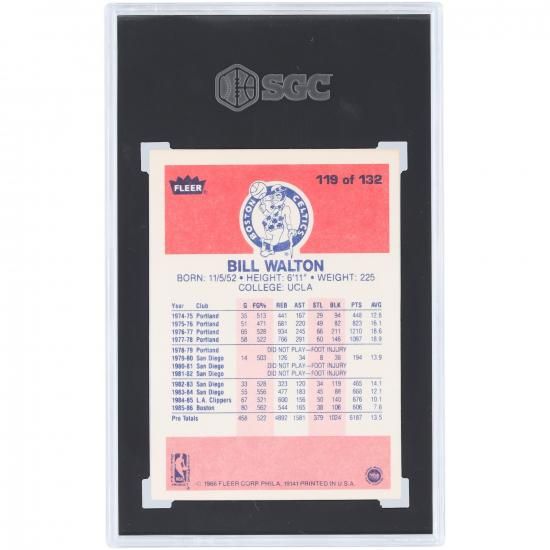 SGC
FLEER
119 of 132
BOSTON CELTICS
BILL WALTON
BORN: 11/5/52 • HEIGHT: 6'11" • WEIGHT: 225
COLLEGE: UCLA
Year Club G FG% REB AST STL BLK PTS AVG
1974-75 Portland 35 513 441 167 29 94 448 12.8
1975-76 Portland 51 471 681 220 49 82 823 16.1
1976-77 Portland 65 528 934 245 66 211 1210 18.6
1977-78 Portland 58 522 766 291 60 146 1097 18.9
1978-79 Portland DID NOT PLAY—FOOT INJURY
1979-80 San Diego 14 503 126 34 8 38 194 13.9
1980-81 San Diego DID NOT PLAY—FOOT INJURY
1981-82 San Diego DID NOT PLAY—FOOT INJURY
1982-83 San Diego 33 528 323 120 34 119 465 14.1
1983-84 San Diego 55 556 477 183 45 88 668 12.1
1984-85 L.A. Clippers 67 521 600 156 50 140 676 10.1
1985-86 Boston 80 562 544 165 38 106 606 7.6
Pro Totals 458 522 4892 1581 379 1024 6187 13.5
NBA
© 1986 FLEER CORP. PHILA. 19141 PRINTED IN U.S.A.